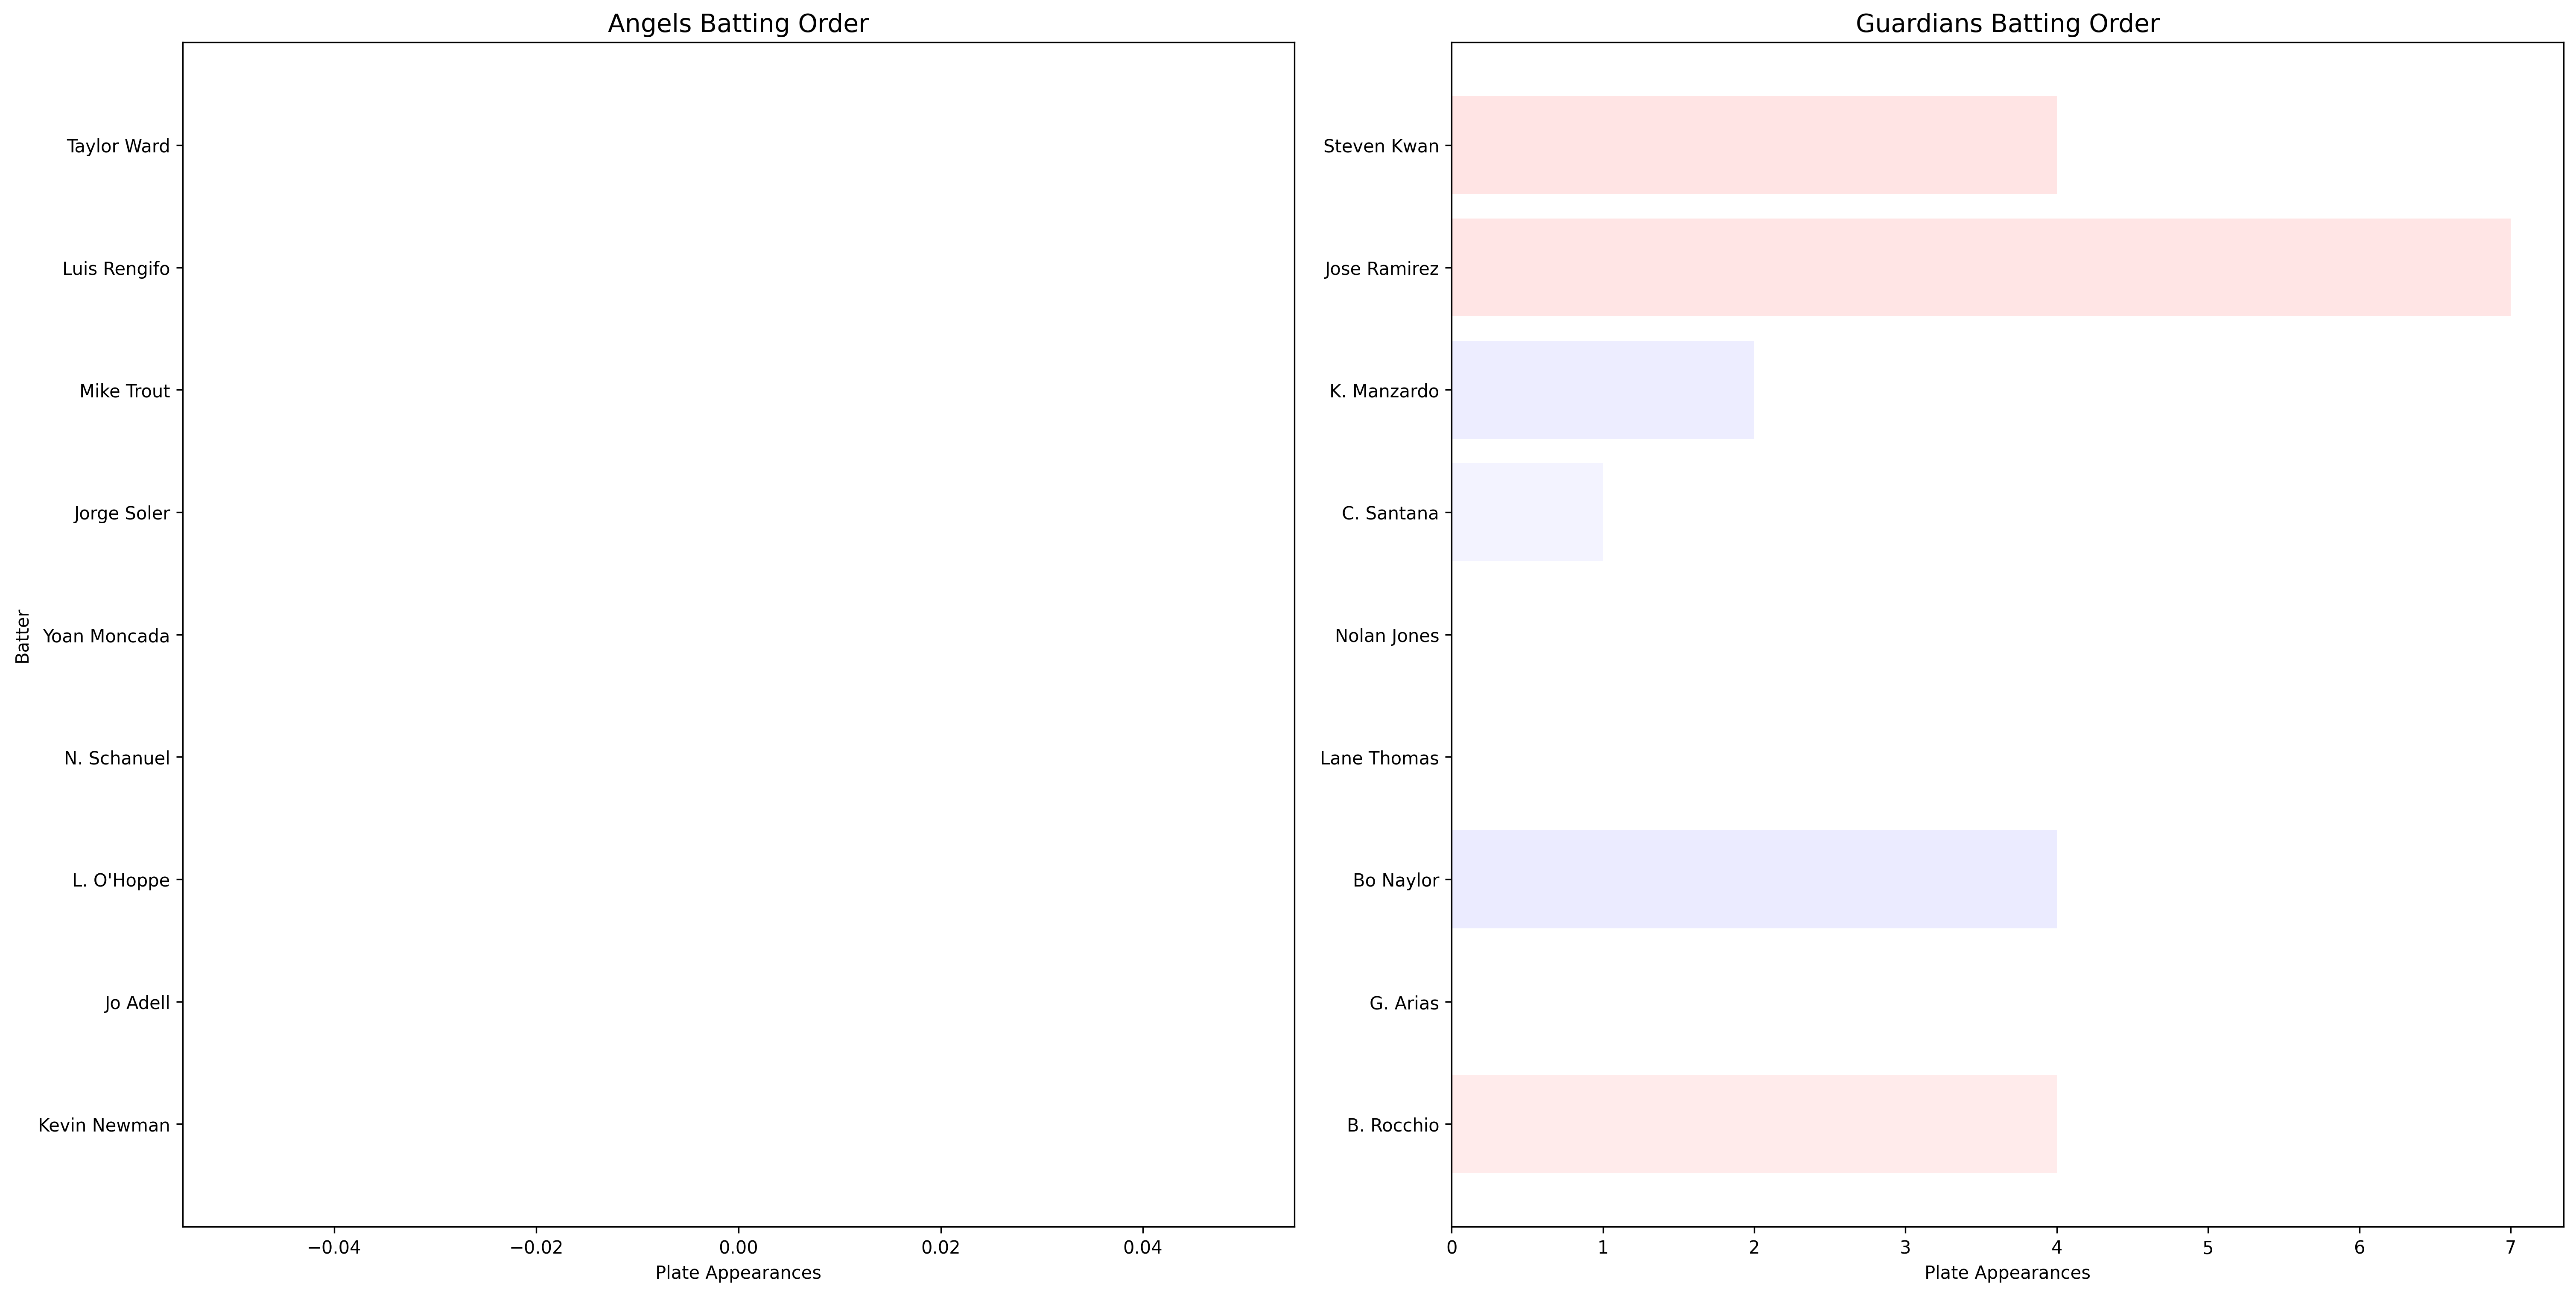 Angels Batting Order
Batter
Taylor Ward
Luis Rengifo
Mike Trout
Jorge Soler
Yoan Moncada
N. Schanuel
L. O'Hoppe
Jo Adell
Kevin Newman
−0.04 −0.02 0.00 0.02 0.04
Plate Appearances
Guardians Batting Order
Steven Kwan
Jose Ramirez
K. Manzardo
C. Santana
Nolan Jones
Lane Thomas
Bo Naylor
G. Arias
B. Rocchio
0 1 2 3 4 5 6 7
Plate Appearances